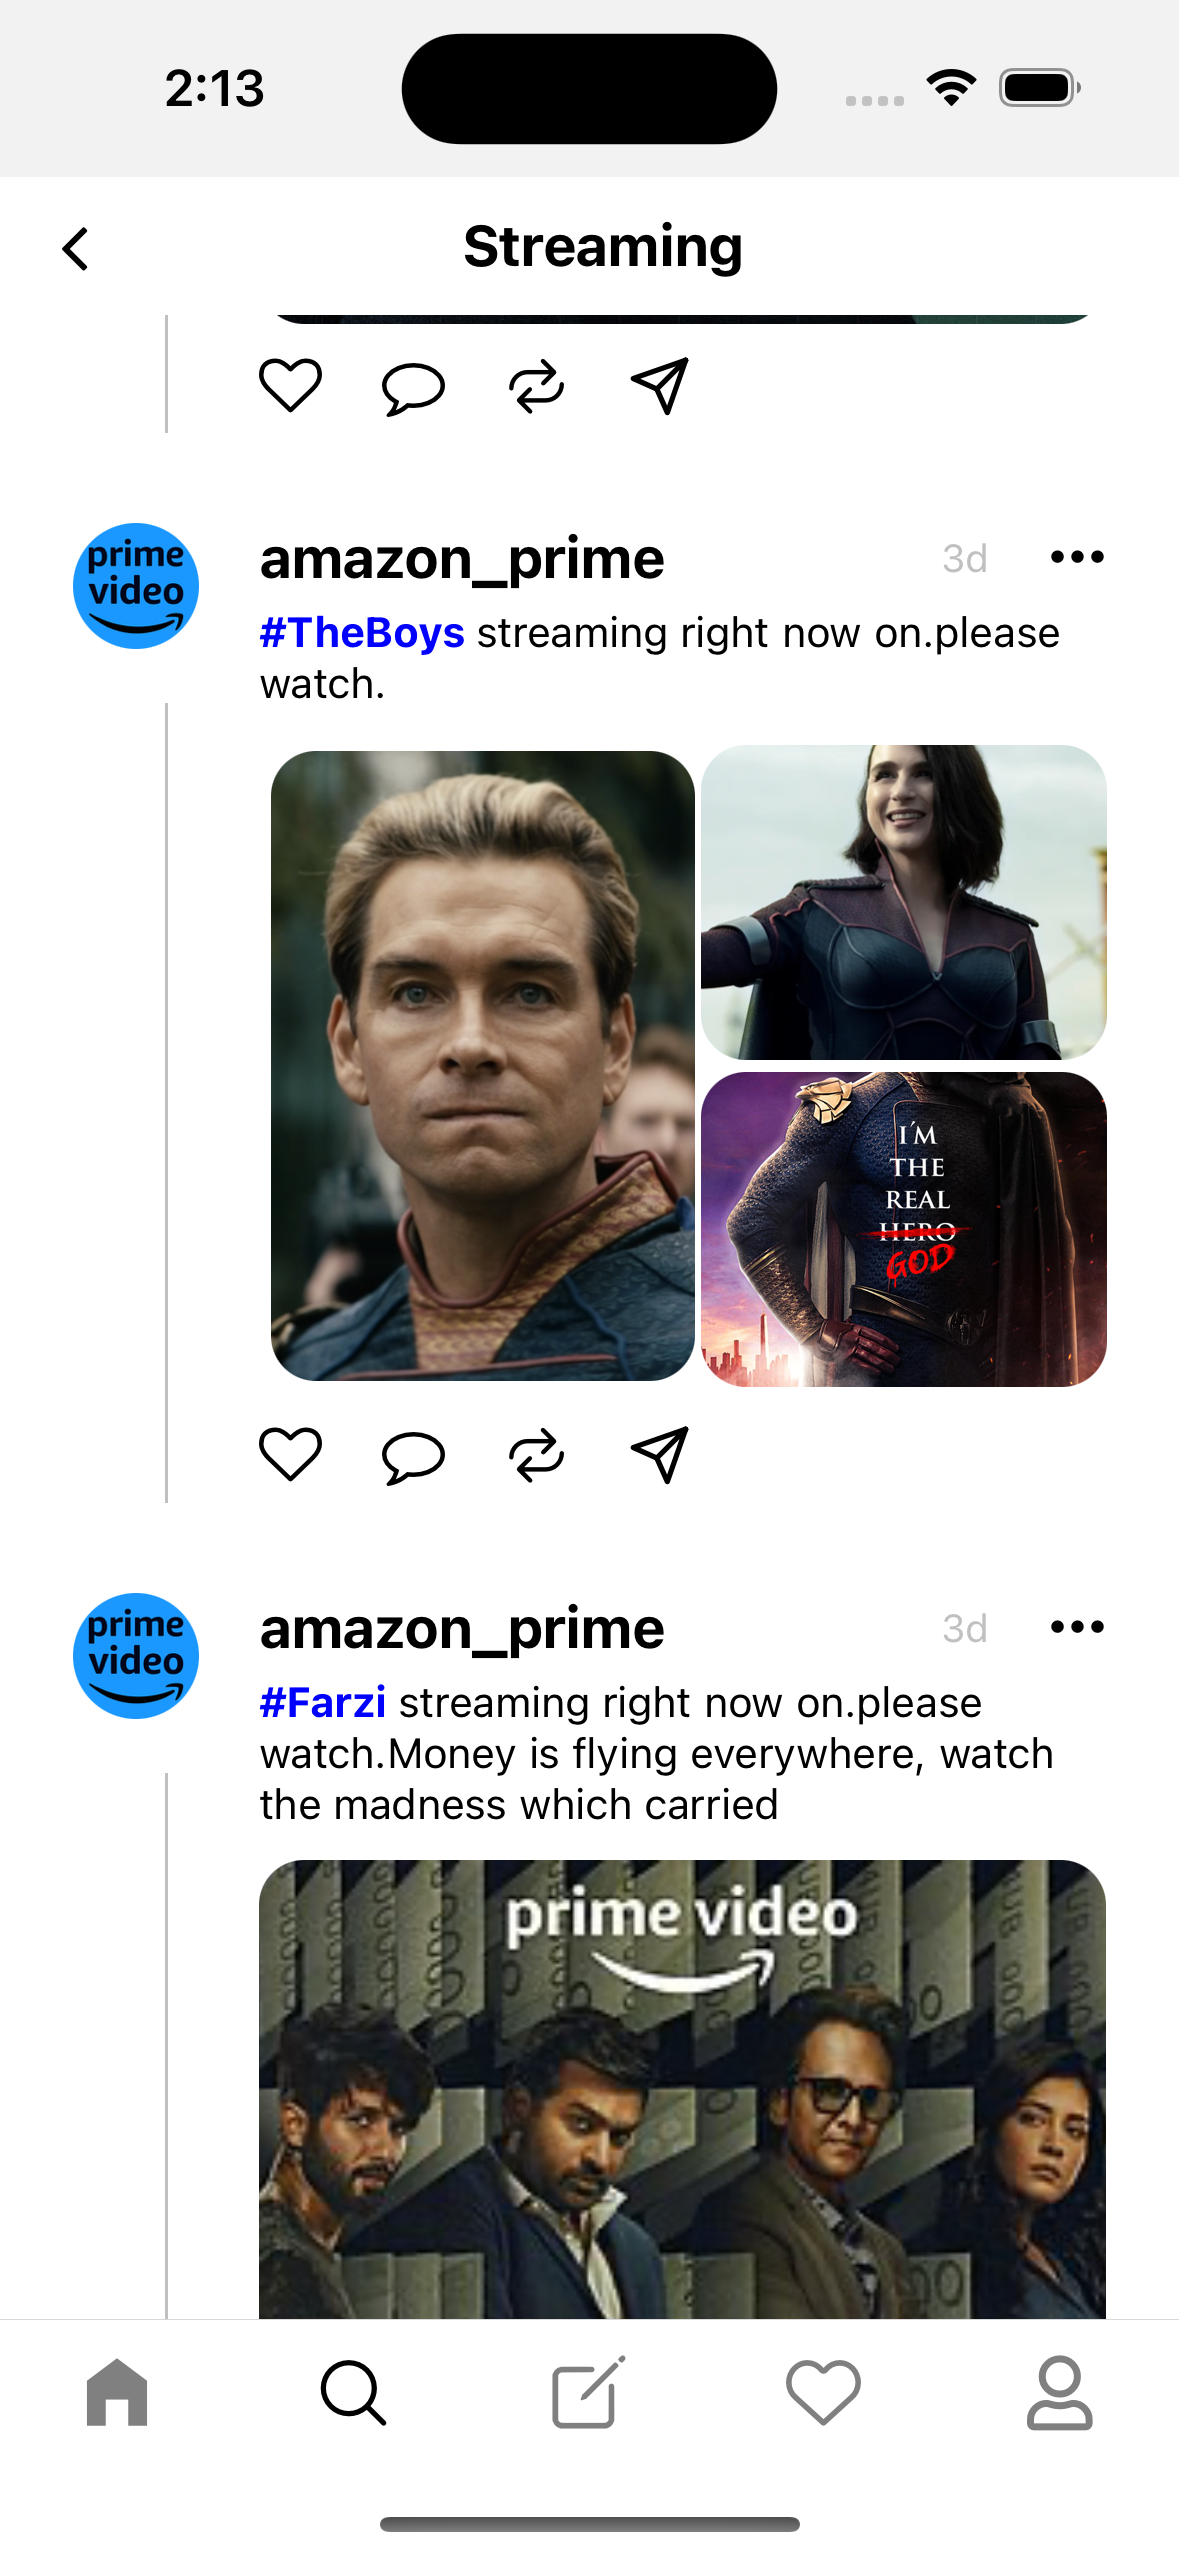 2:13
Streaming
prime
video
amazon_prime
3d
#TheBoys streaming right now on.please
watch.
I'M
THE
REAL
HERO
GOD
prime
video
amazon_prime
3d
#Farzi streaming right now on.please
watch.Money is flying everywhere, watch
the madness which carried
prime video